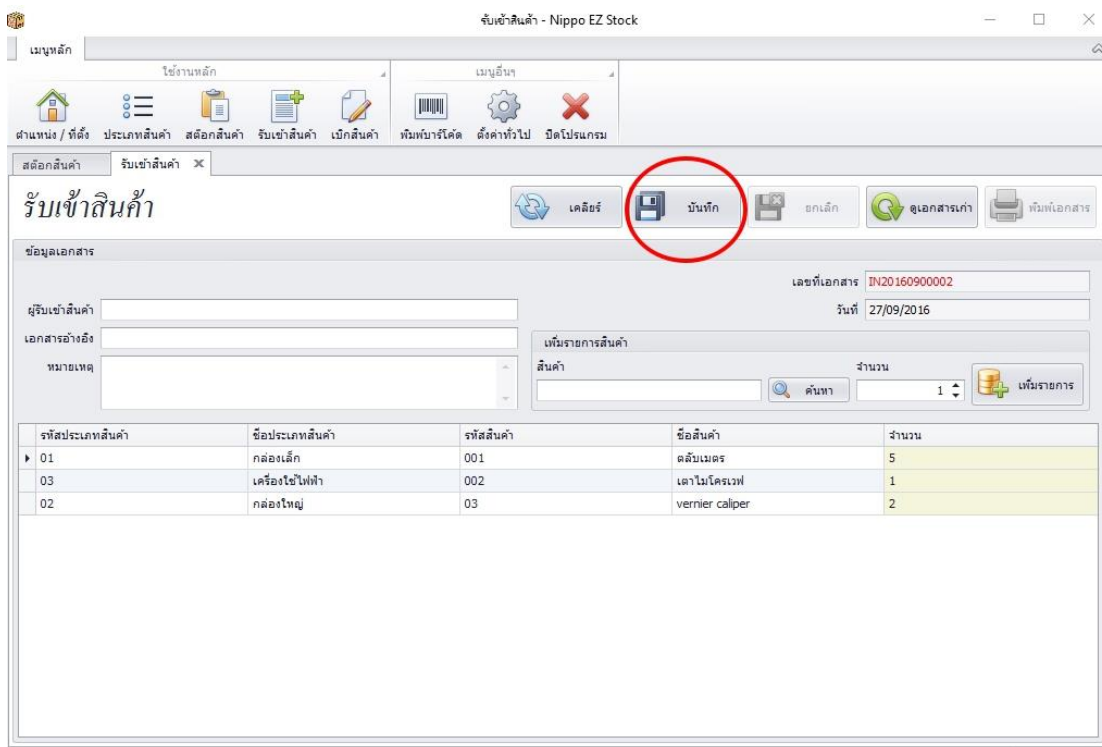 รับเข้าสินค้า - Nippo EZ Stock
เมนูหลัก
ใช้งานหลัก เมนูอื่นๆ
ตำแหน่ง / ที่ตั้ง ประเภทสินค้า สต๊อกสินค้า รับเข้าสินค้า เบิกสินค้า พิมพ์บาร์โค้ด ตั้งค่าทั่วไป ปิดโปรแกรม
สต๊อกสินค้า รับเข้าสินค้า
รับเข้าสินค้า เคลียร์ บันทึก ยกเลิก ดูเอกสารเก่า พิมพ์เอกสาร
ข้อมูลเอกสาร
เลขที่เอกสาร IN20160900002
ผู้รับเข้าสินค้า วันที่ 27/09/2016
เอกสารอ้างอิง เพิ่มรายการสินค้า
หมายเหตุ สินค้า จำนวน
ค้นหา 1 เพิ่มรายการ
รหัสประเภทสินค้า ชื่อประเภทสินค้า รหัสสินค้า ชื่อสินค้า จำนวน
01 กล่องเล็ก 001 ตลับเมตร 5
03 เครื่องใช้ไฟฟ้า 002 เตาไมโครเวฟ 1
02 กล่องใหญ่ 03 vernier caliper 2